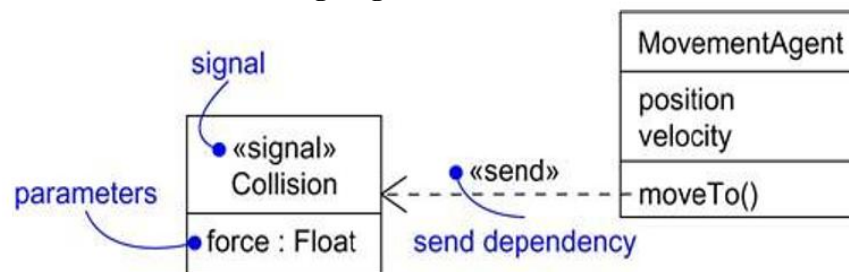 signal
«signal»
Collision
parameters
force : Float
«send»
send dependency
MovementAgent
position
velocity
moveTo()